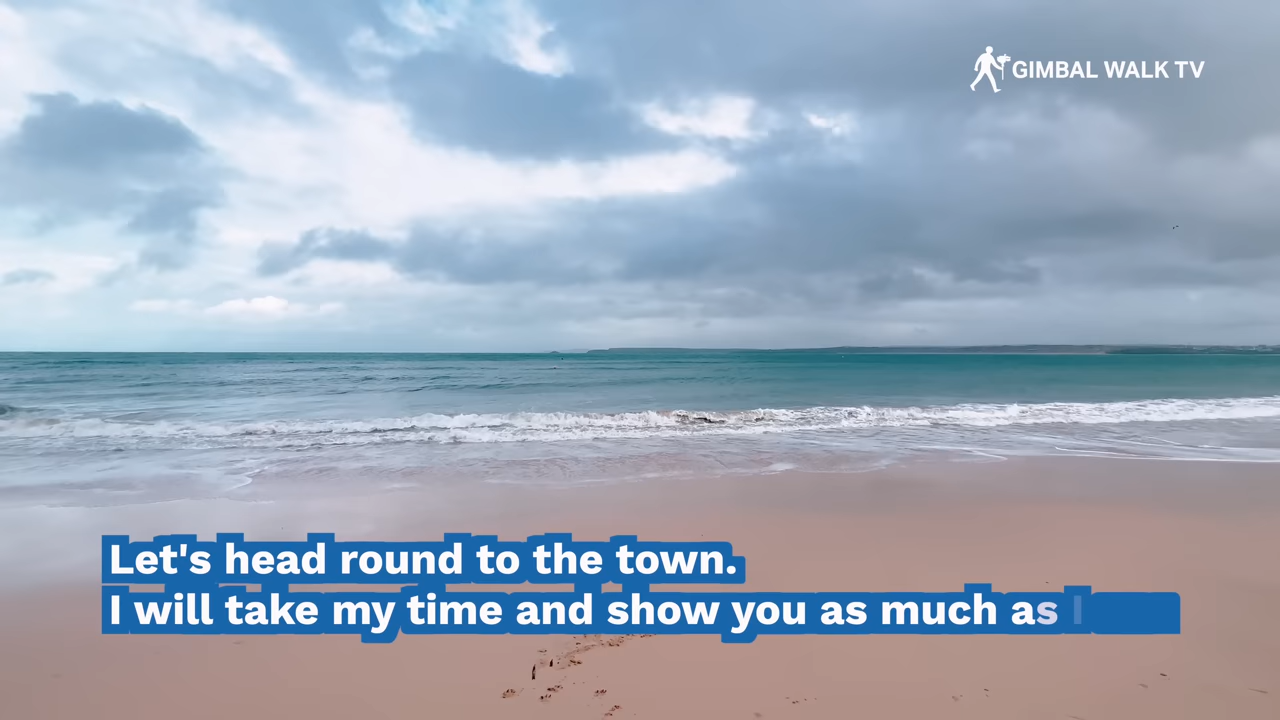 GIMBAL WALK TV
Let's head round to the town.
I will take my time and show you as much as I